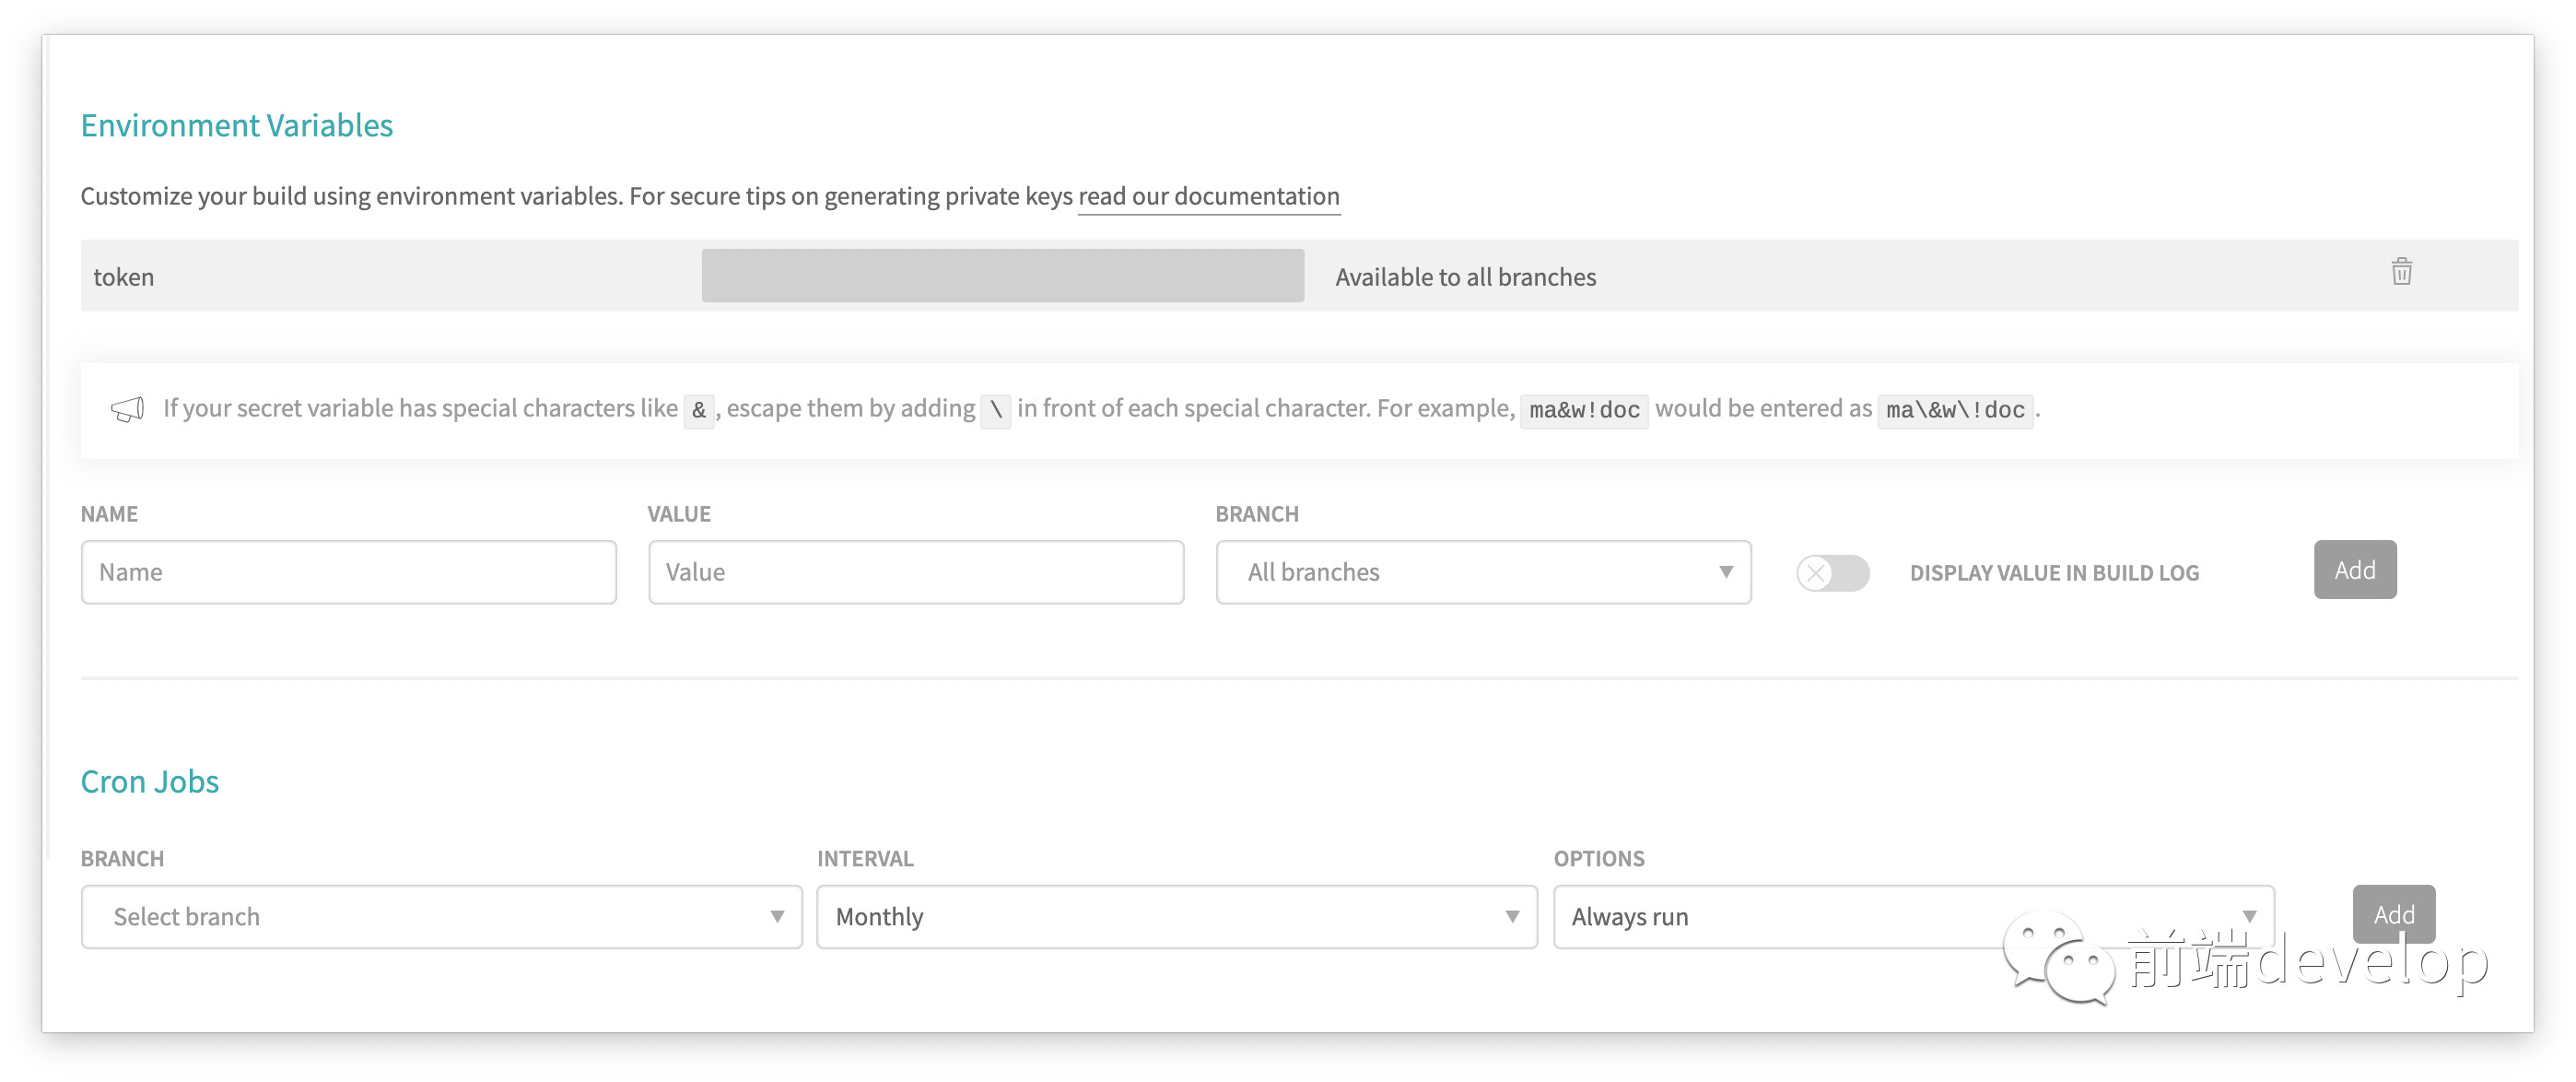 Environment Variables
Customize your build using environment variables. For secure tips on generating private keys read our documentation
token Available to all branches
If your secret variable has special characters like &, escape them by adding \ in front of each special character. For example, ma&w!doc would be entered as ma\&w\!doc.
NAME VALUE BRANCH
Name Value All branches DISPLAY VALUE IN BUILD LOG Add
Cron Jobs
BRANCH INTERVAL OPTIONS
Select branch Monthly Always run Add
前端develop